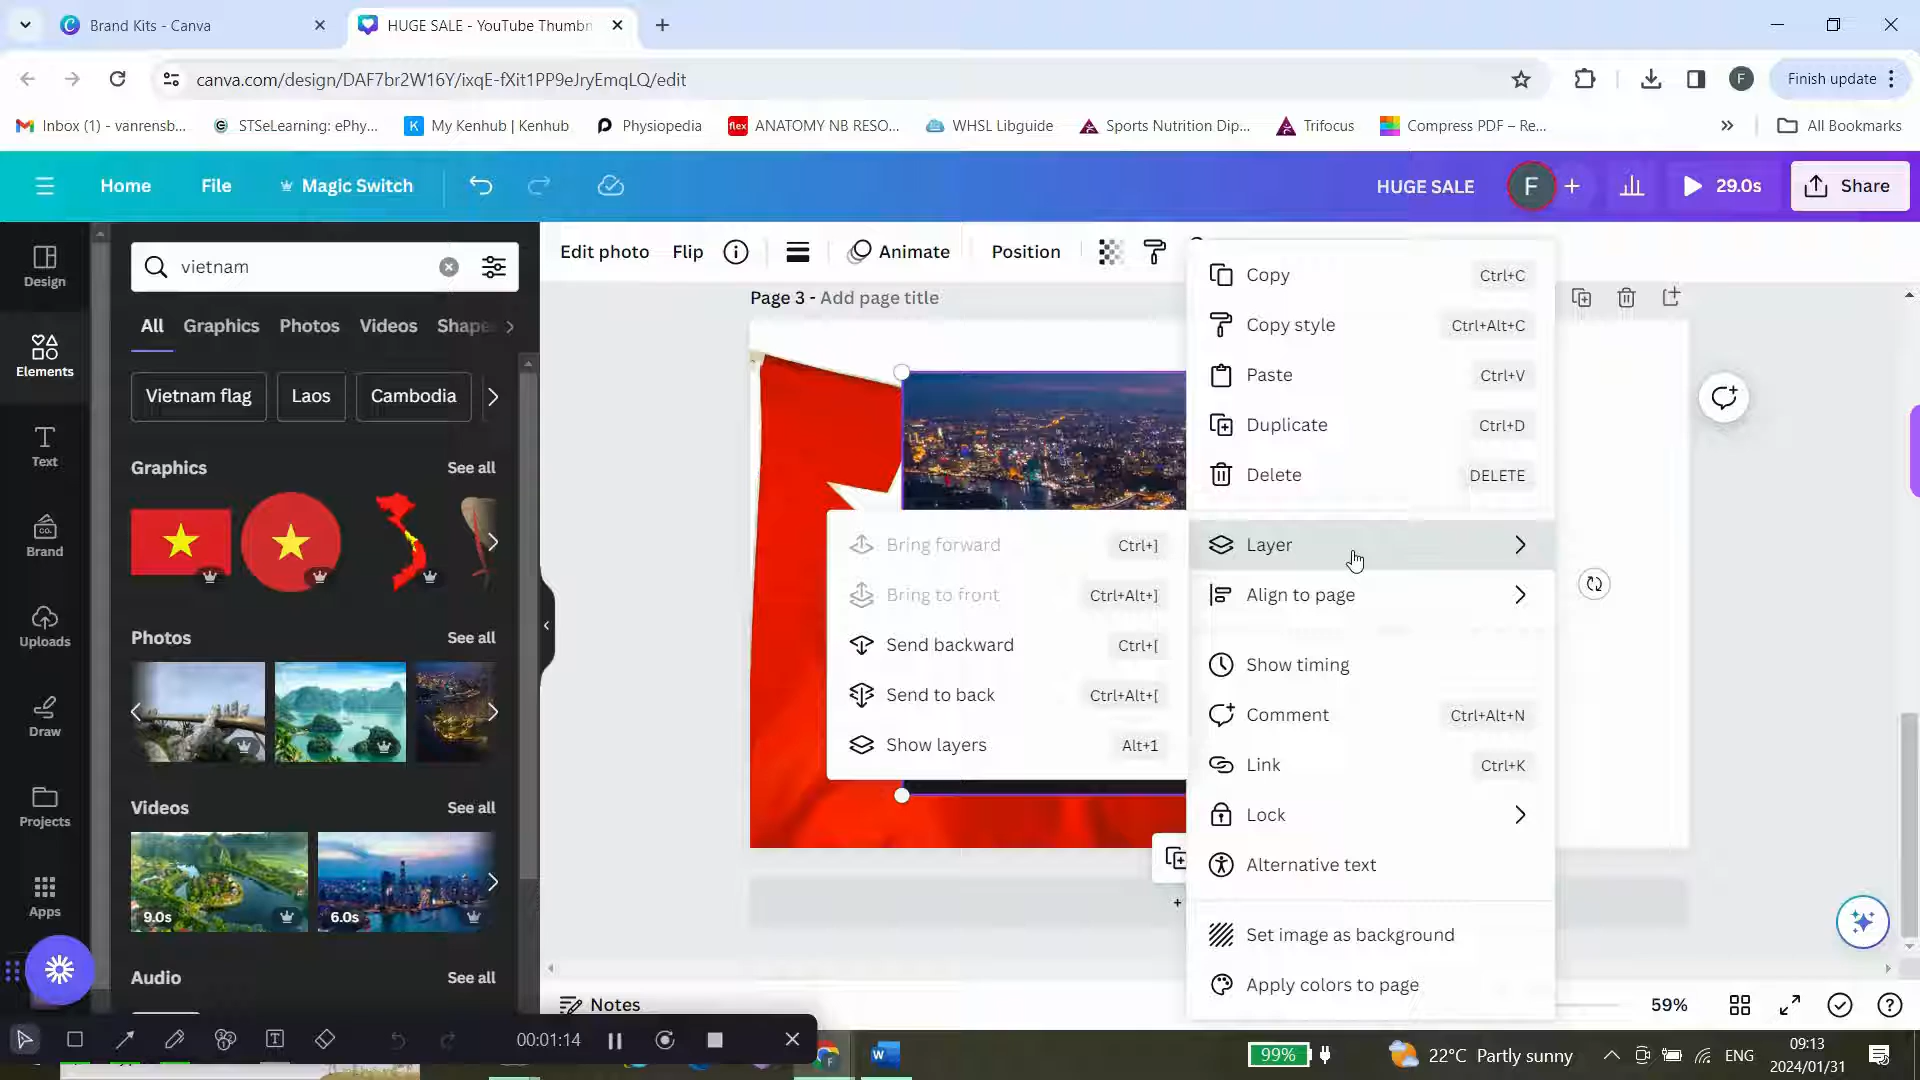 Brand Kits - Canva
HUGE SALE - YouTube Thumbn
canva.com/design/DAF7br2W16Y/ixqE-fXit1PP9eJryEmqLQ/edit
F
Finish update
Inbox (1) - vanrensb...
STSeLearning: ePhy...
My Kenhub | Kenhub
Physiopedia
flex
ANATOMY NB RESO...
WHSL Libguide
Sports Nutrition Dip...
Trifocus
Compress PDF – Re...
»
All Bookmarks
Home
File
Magic Switch
HUGE SALE
F
+
29.0s
Share
Design
Elements
Text
Brand
Uploads
Draw
Projects
Apps
vietnam
All
Graphics
Photos
Videos
Shape
Vietnam flag
Laos
Cambodia
Graphics
See all
Photos
See all
Videos
See all
9.0s
6.0s
Audio
See all
Edit photo
Flip
Animate
Position
Page 3 - Add page title
Copy
Ctrl+C
Copy style
Ctrl+Alt+C
Paste
Ctrl+V
Duplicate
Ctrl+D
Delete
DELETE
Layer
Align to page
Show timing
Comment
Ctrl+Alt+N
Link
Ctrl+K
Lock
Alternative text
Set image as background
Apply colors to page
Bring forward
Ctrl+]
Bring to front
Ctrl+Alt+]
Send backward
Ctrl+[
Send to back
Ctrl+Alt+[
Show layers
Alt+1
+
Notes
59%
00:01:14
99%
22°C Partly sunny
ENG
09:13
2024/01/31